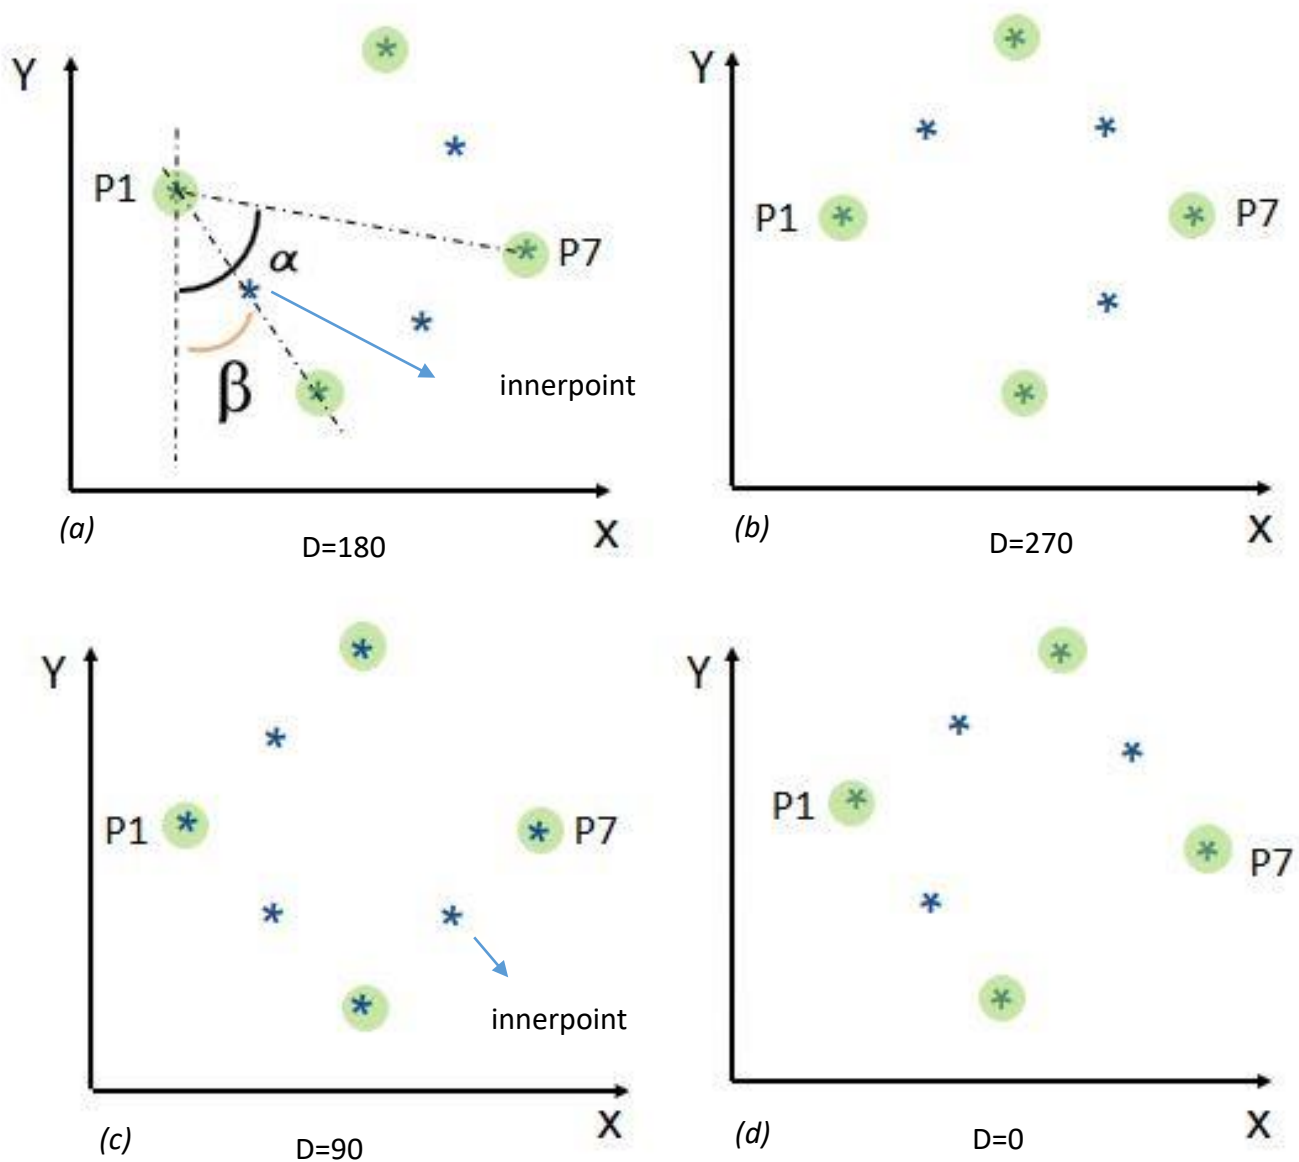 Y
P1
α
P7
β
innerpoint
X
(a)
D=180
Y
P1
P7
X
(b)
D=270
Y
P1
P7
innerpoint
X
(c)
D=90
Y
P1
P7
X
(d)
D=0